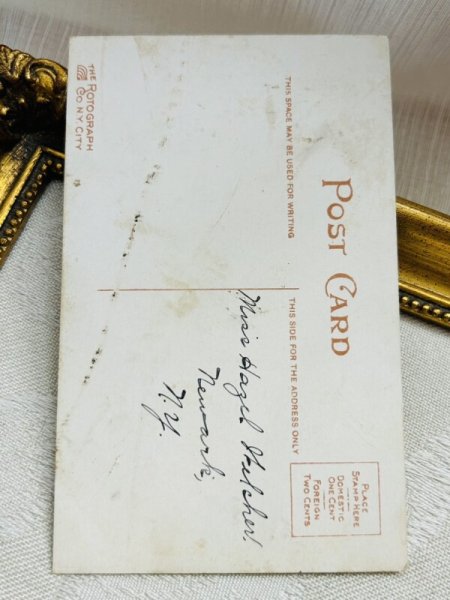 POST CARD
THIS SPACE MAY BE USED FOR WRITING
THIS SIDE FOR THE ADDRESS ONLY
PLACE
STAMP HERE
DOMESTIC
ONE CENT
FOREIGN
TWO CENTS
Miss Hazel
Newark,
N.Y.
THE ROTOGRAPH
CO. N.Y. CITY